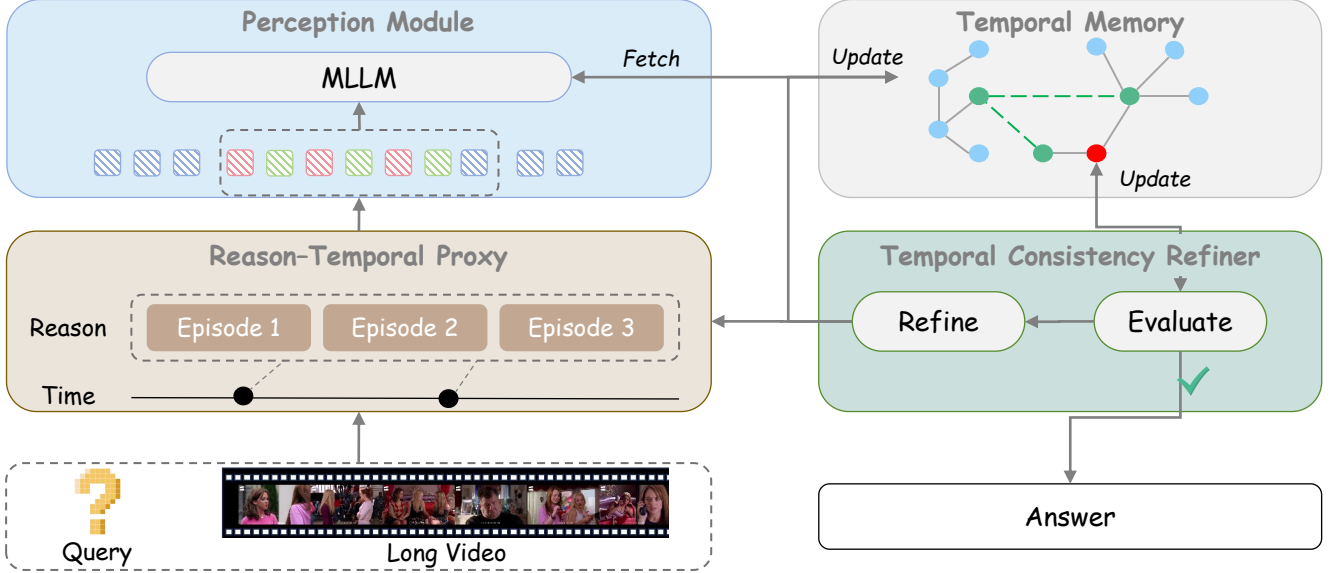 Perception Module
MLLM
Fetch
Update
Temporal Memory
Update
Reason-Temporal Proxy
Reason
Episode 1
Episode 2
Episode 3
Time
Temporal Consistency Refiner
Refine
Evaluate
Query
Long Video
Answer